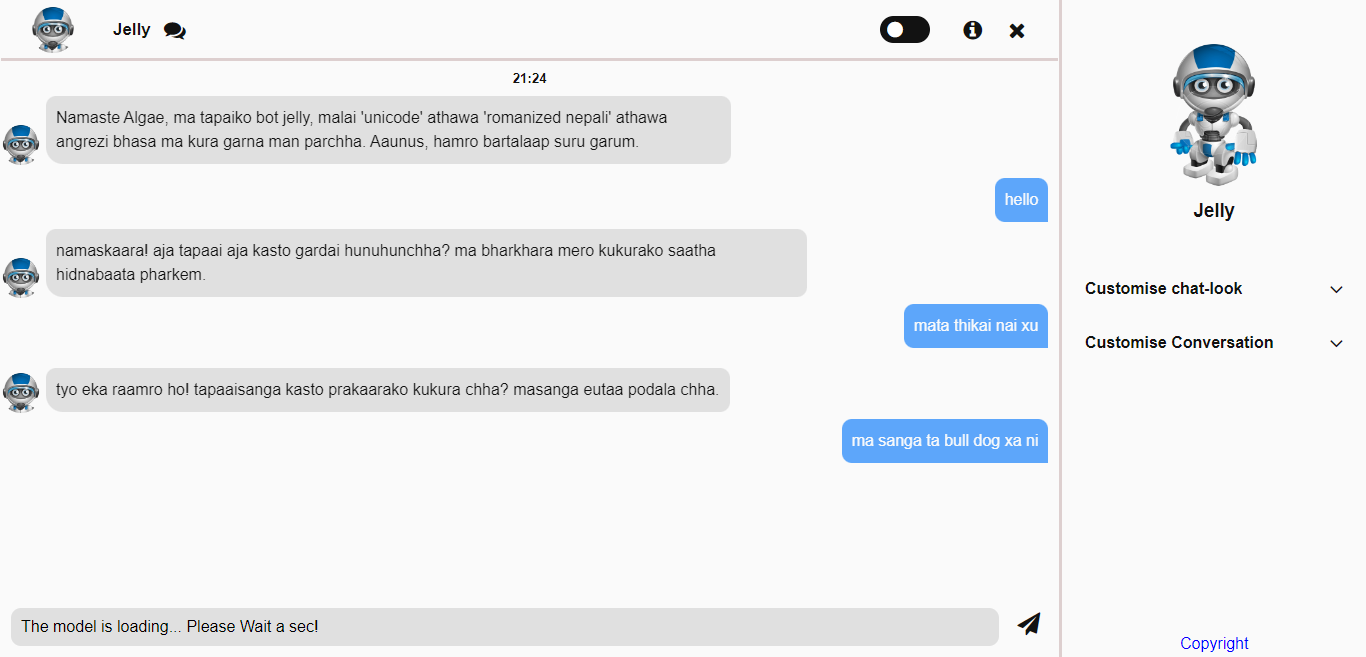 Jelly
21:24
Namaste Algae, ma tapaiko bot jelly, malai 'unicode' athawa 'romanized nepali' athawa
angrezi bhasa ma kura garna man parchha. Aaunus, hamro bartalaap suru garum.
hello
namaskaara! aja tapaai aja kasto gardai hunuhunchha? ma bharkhara mero kukurako saatha
hidnabaata pharkem.
mata thikai nai xu
tyo eka raamro ho! tapaaisanga kasto prakaarako kukura chha? masanga eutaa podala chha.
ma sanga ta bull dog xa ni
The model is loading... Please Wait a sec!
Jelly
Customise chat-look
Customise Conversation
Copyright